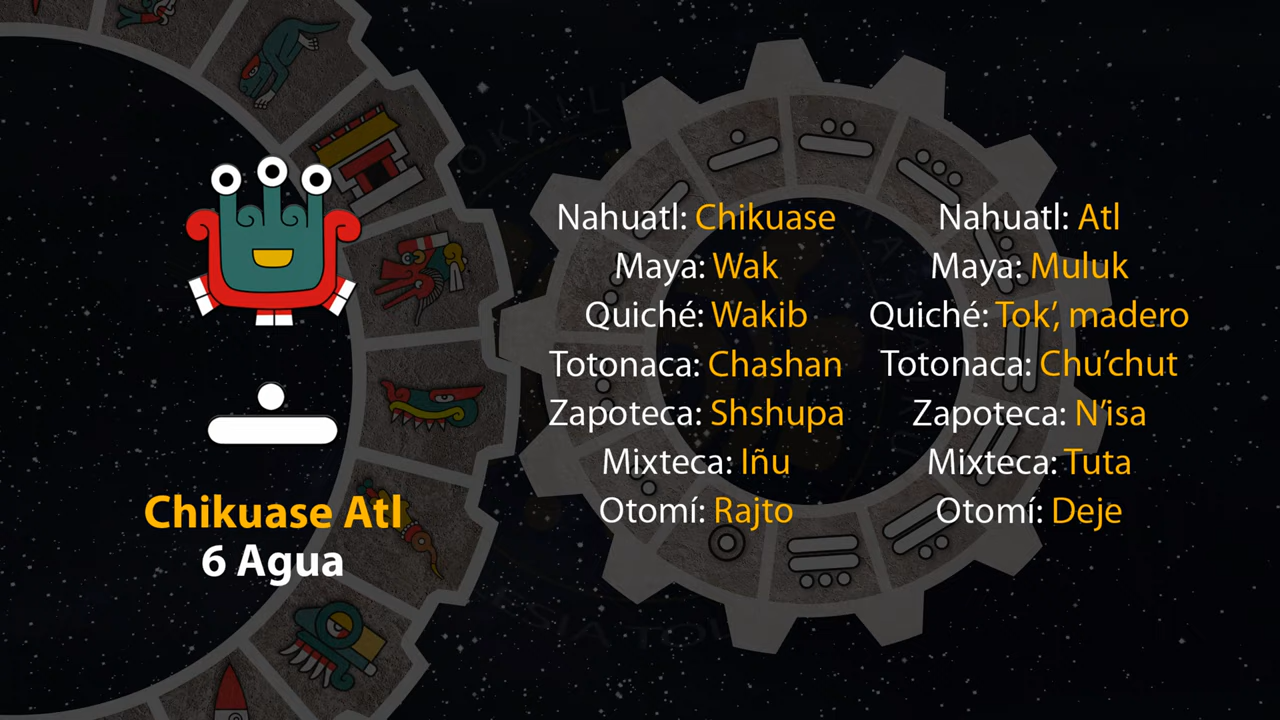 Nahuatl: Chikuase
Maya: Wak
Quiché: Wakib
Totonaca: Chashan
Zapoteca: Shshupa
Mixteca: Iñu
Otomí: Rajto
Nahuatl: Atl
Maya: Muluk
Quiché: Tok’, madero
Totonaca: Chu’chut
Zapoteca: N’isa
Mixteca: Tuta
Otomí: Deje
Chikuase Atl
6 Agua